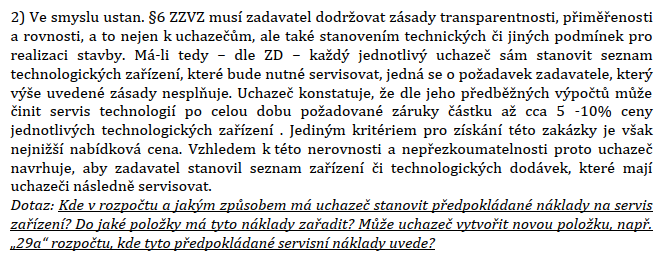 2) Ve smyslu ustan. §6 ZZVZ musí zadavatel dodržovat zásady transparentnosti, přiměřenosti
a rovnosti, a to nejen k uchazečům, ale také stanovením technických či jiných podmínek pro
realizaci stavby. Má-li tedy – dle ZD – každý jednotlivý uchazeč sám stanovit seznam
technologických zařízení, které bude nutné servisovat, jedná se o požadavek zadavatele, který
výše uvedené zásady nesplňuje. Uchazeč konstatuje, že dle jeho předběžných výpočtů může
činit servis technologií po celou dobu požadované záruky částku až cca 5 -10% ceny
jednotlivých technologických zařízení . Jediným kritériem pro získání této zakázky je však
nejnižší nabídková cena. Vzhledem k této nerovnosti a nepřezkoumatelnosti proto uchazeč
navrhuje, aby zadavatel stanovil seznam zařízení či technologických dodávek, které mají
uchazeči následně servisovat.
Dotaz: Kde v rozpočtu a jakým způsobem má uchazeč stanovit předpokládané náklady na servis
zařízení? Do jaké položky má tyto náklady zařadit? Může uchazeč vytvořit novou položku, např.
„29a“ rozpočtu, kde tyto předpokládané servisní náklady uvede?